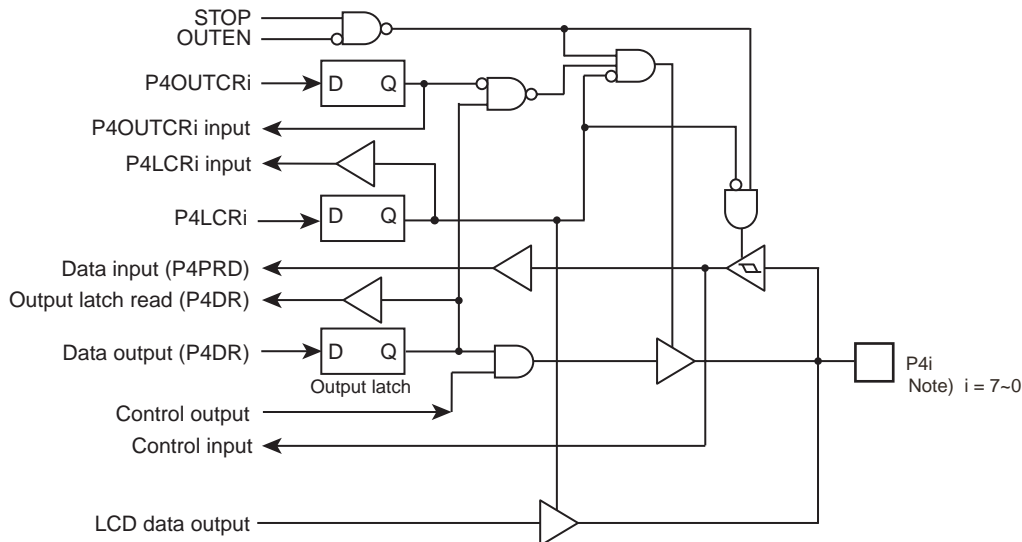 STOP
OUTEN
P4OUTCRi
D Q
P4OUTCRi input
P4LCRi input
P4LCRi
D Q
Data input (P4PRD)
Output latch read (P4DR)
Data output (P4DR)
D Q
Output latch
P4i
Note) i = 7~0
Control output
Control input
LCD data output